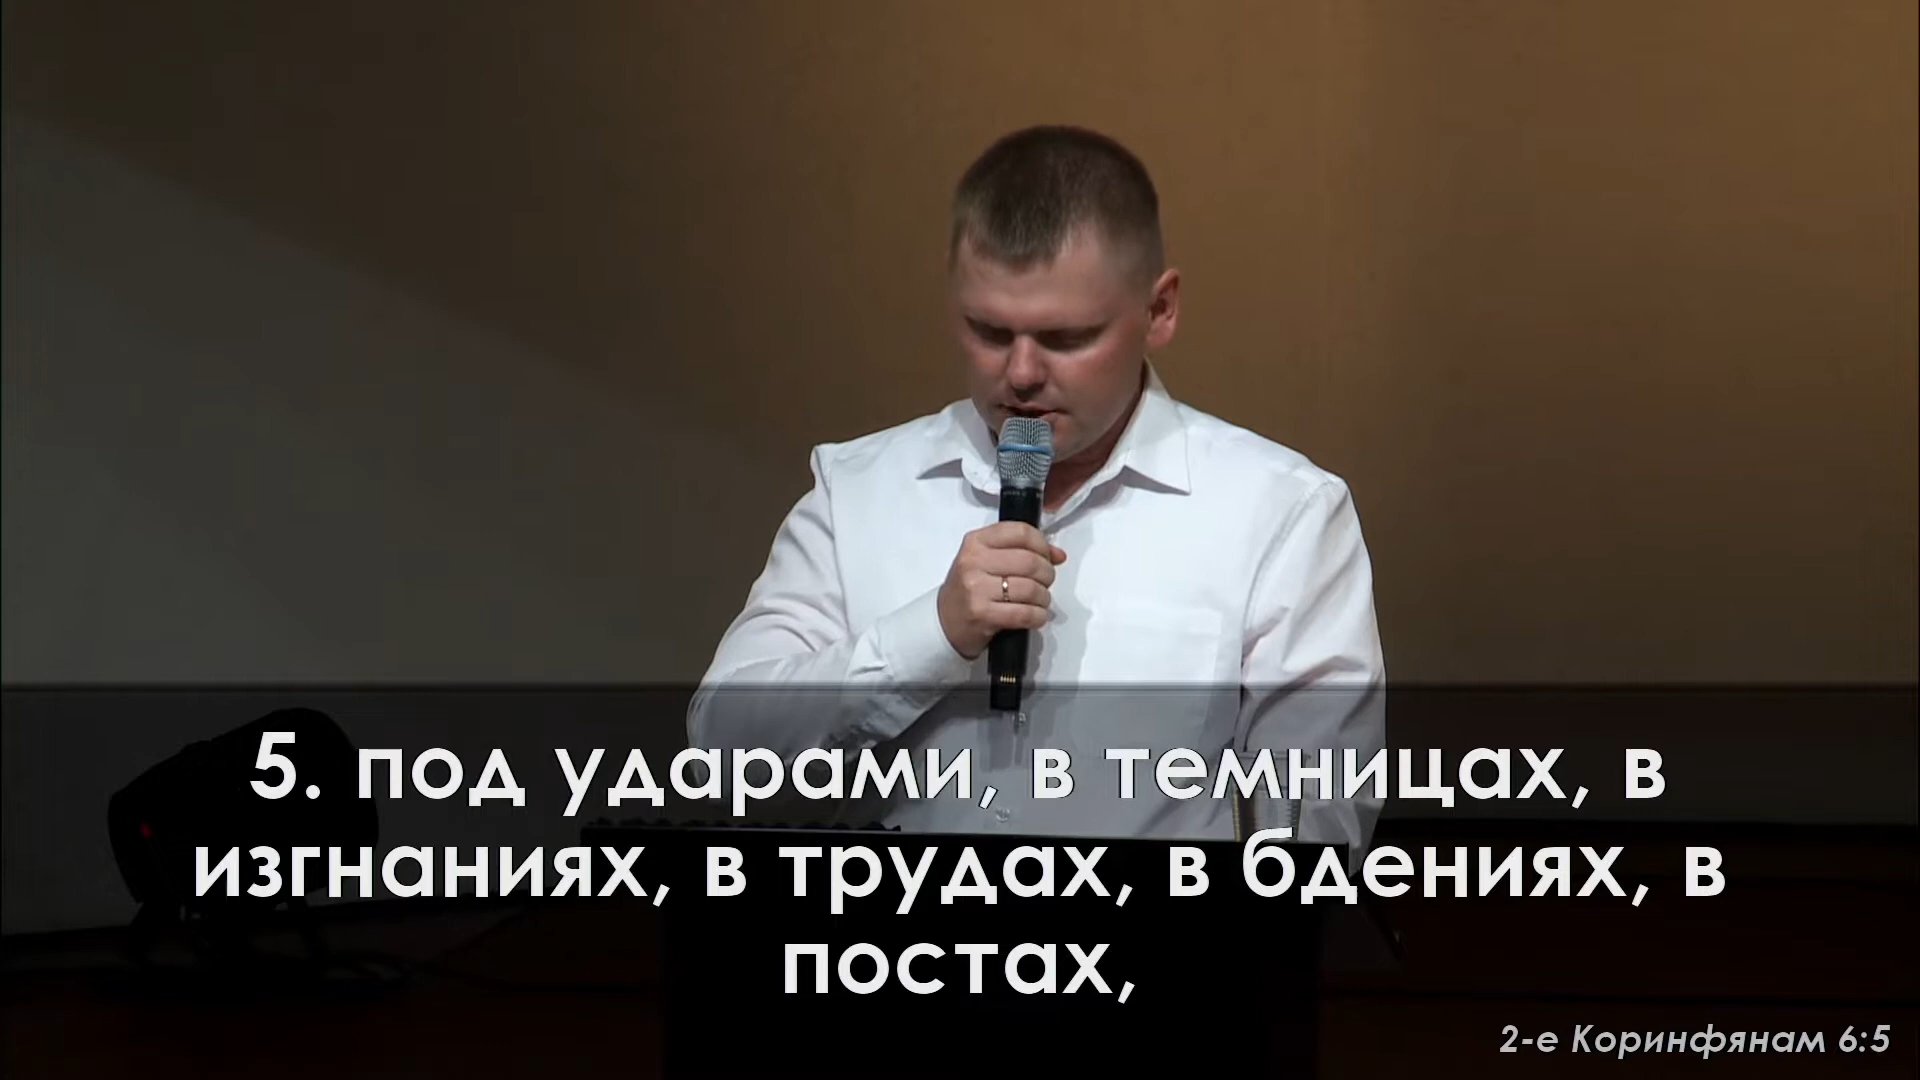 5. под ударами, в темницах, в
изгнаниях, в трудах, в бдениях, в
постах,
2-е Коринфянам 6:5